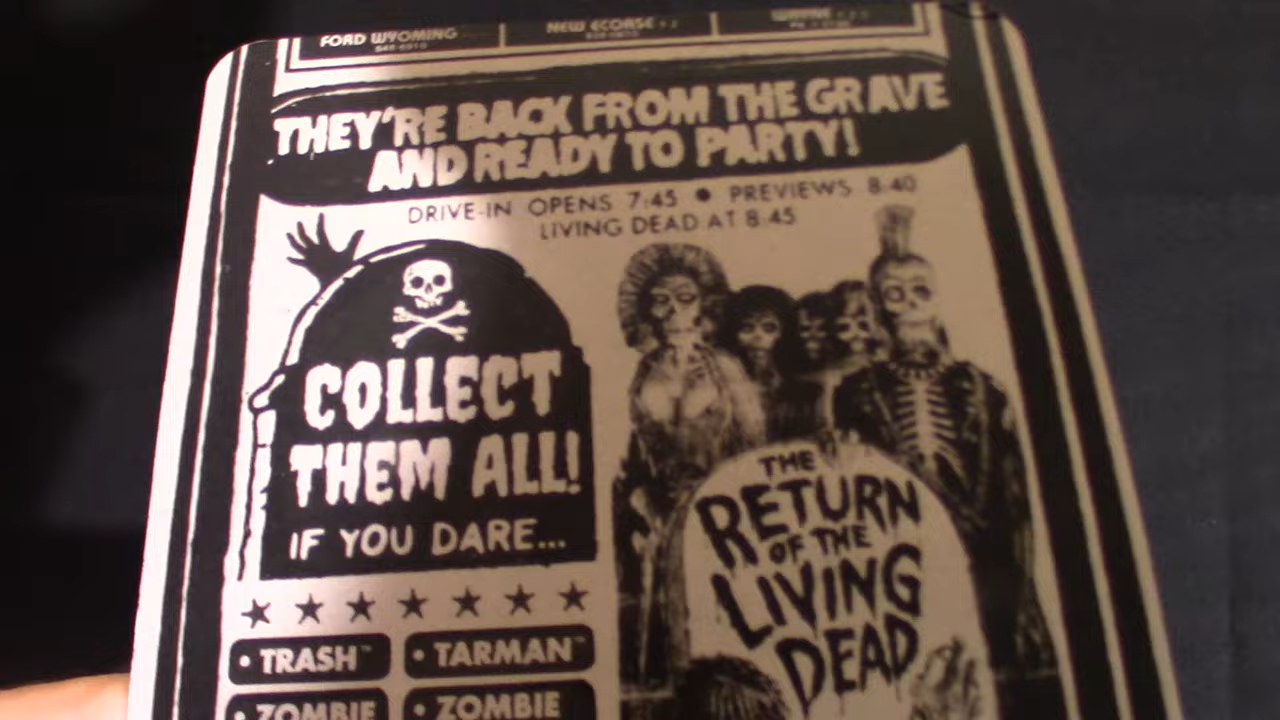 FORD WYOMING
NEW ECORSE
THEY'RE BACK FROM THE GRAVE
AND READY TO PARTY!
DRIVE-IN OPENS 7:45 • PREVIEWS 8:40
LIVING DEAD AT 8:45
COLLECT
THEM ALL!
IF YOU DARE...
THE
RETURN
OF THE
LIVING
DEAD
• TRASH™
• TARMAN™
• ZOMBIE
• ZOMBIE